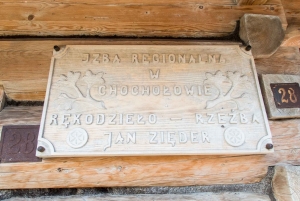 IZBA REGIONALNA
W
CHOCHOŁOWIE
RĘKODZIEŁO — RZEŹBA
JAN ZIĘDER
28